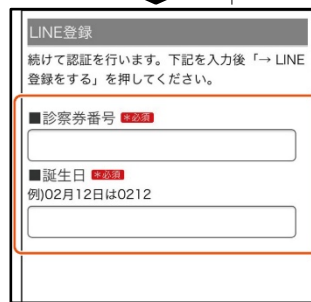 LINE登録
続けて認証を行います。下記を入力後「→ LINE
登録をする」を押してください。
■診察券番号 *必須
■誕生日 *必須
例)02月12日は0212